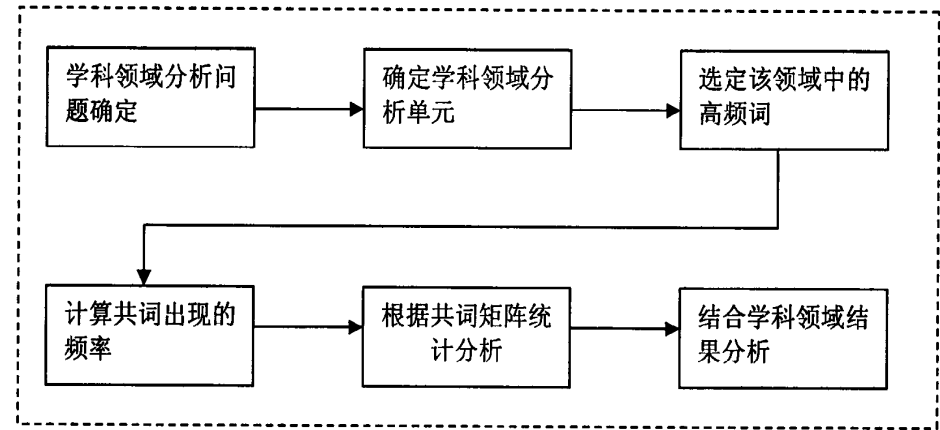 学科领域分析问
题确定
确定学科领域分
析单元
选定该领域中的
高频词
计算共词出现的
频率
根据共词矩阵统
计分析
结合学科领域结
果分析